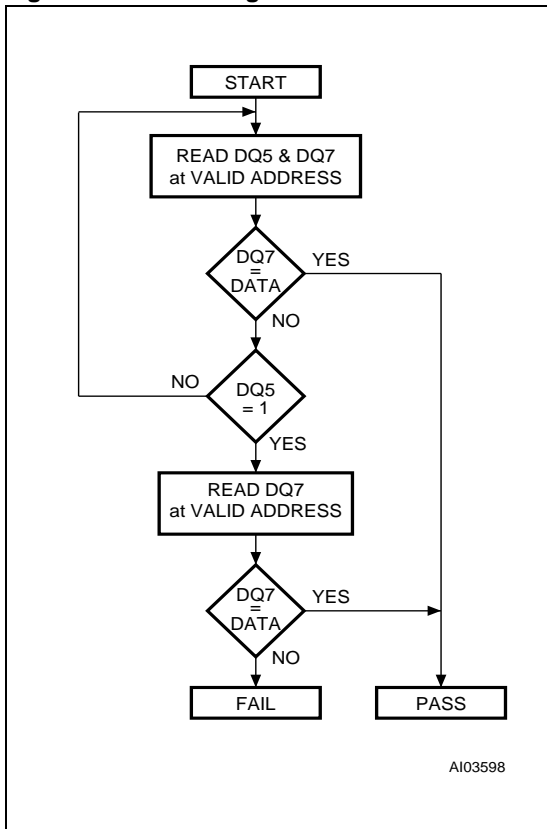 START
READ DQ5 & DQ7
at VALID ADDRESS
DQ7
=
DATA
YES
NO
DQ5
= 1
NO
YES
READ DQ7
at VALID ADDRESS
DQ7
=
DATA
YES
NO
FAIL
PASS
AI03598